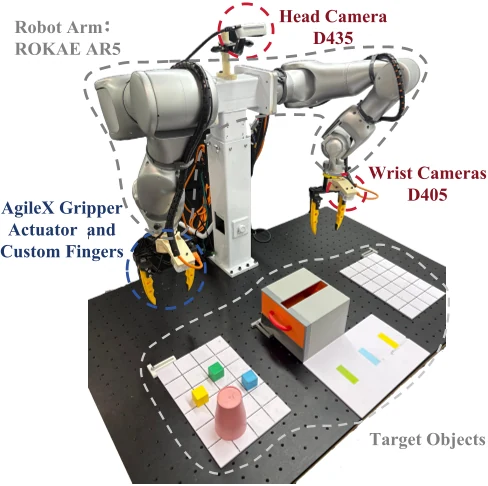 Robot Arm:
ROKAE AR5
Head Camera
D435
Wrist Cameras
D405
AgileX Gripper
Actuator and
Custom Fingers
Target Objects